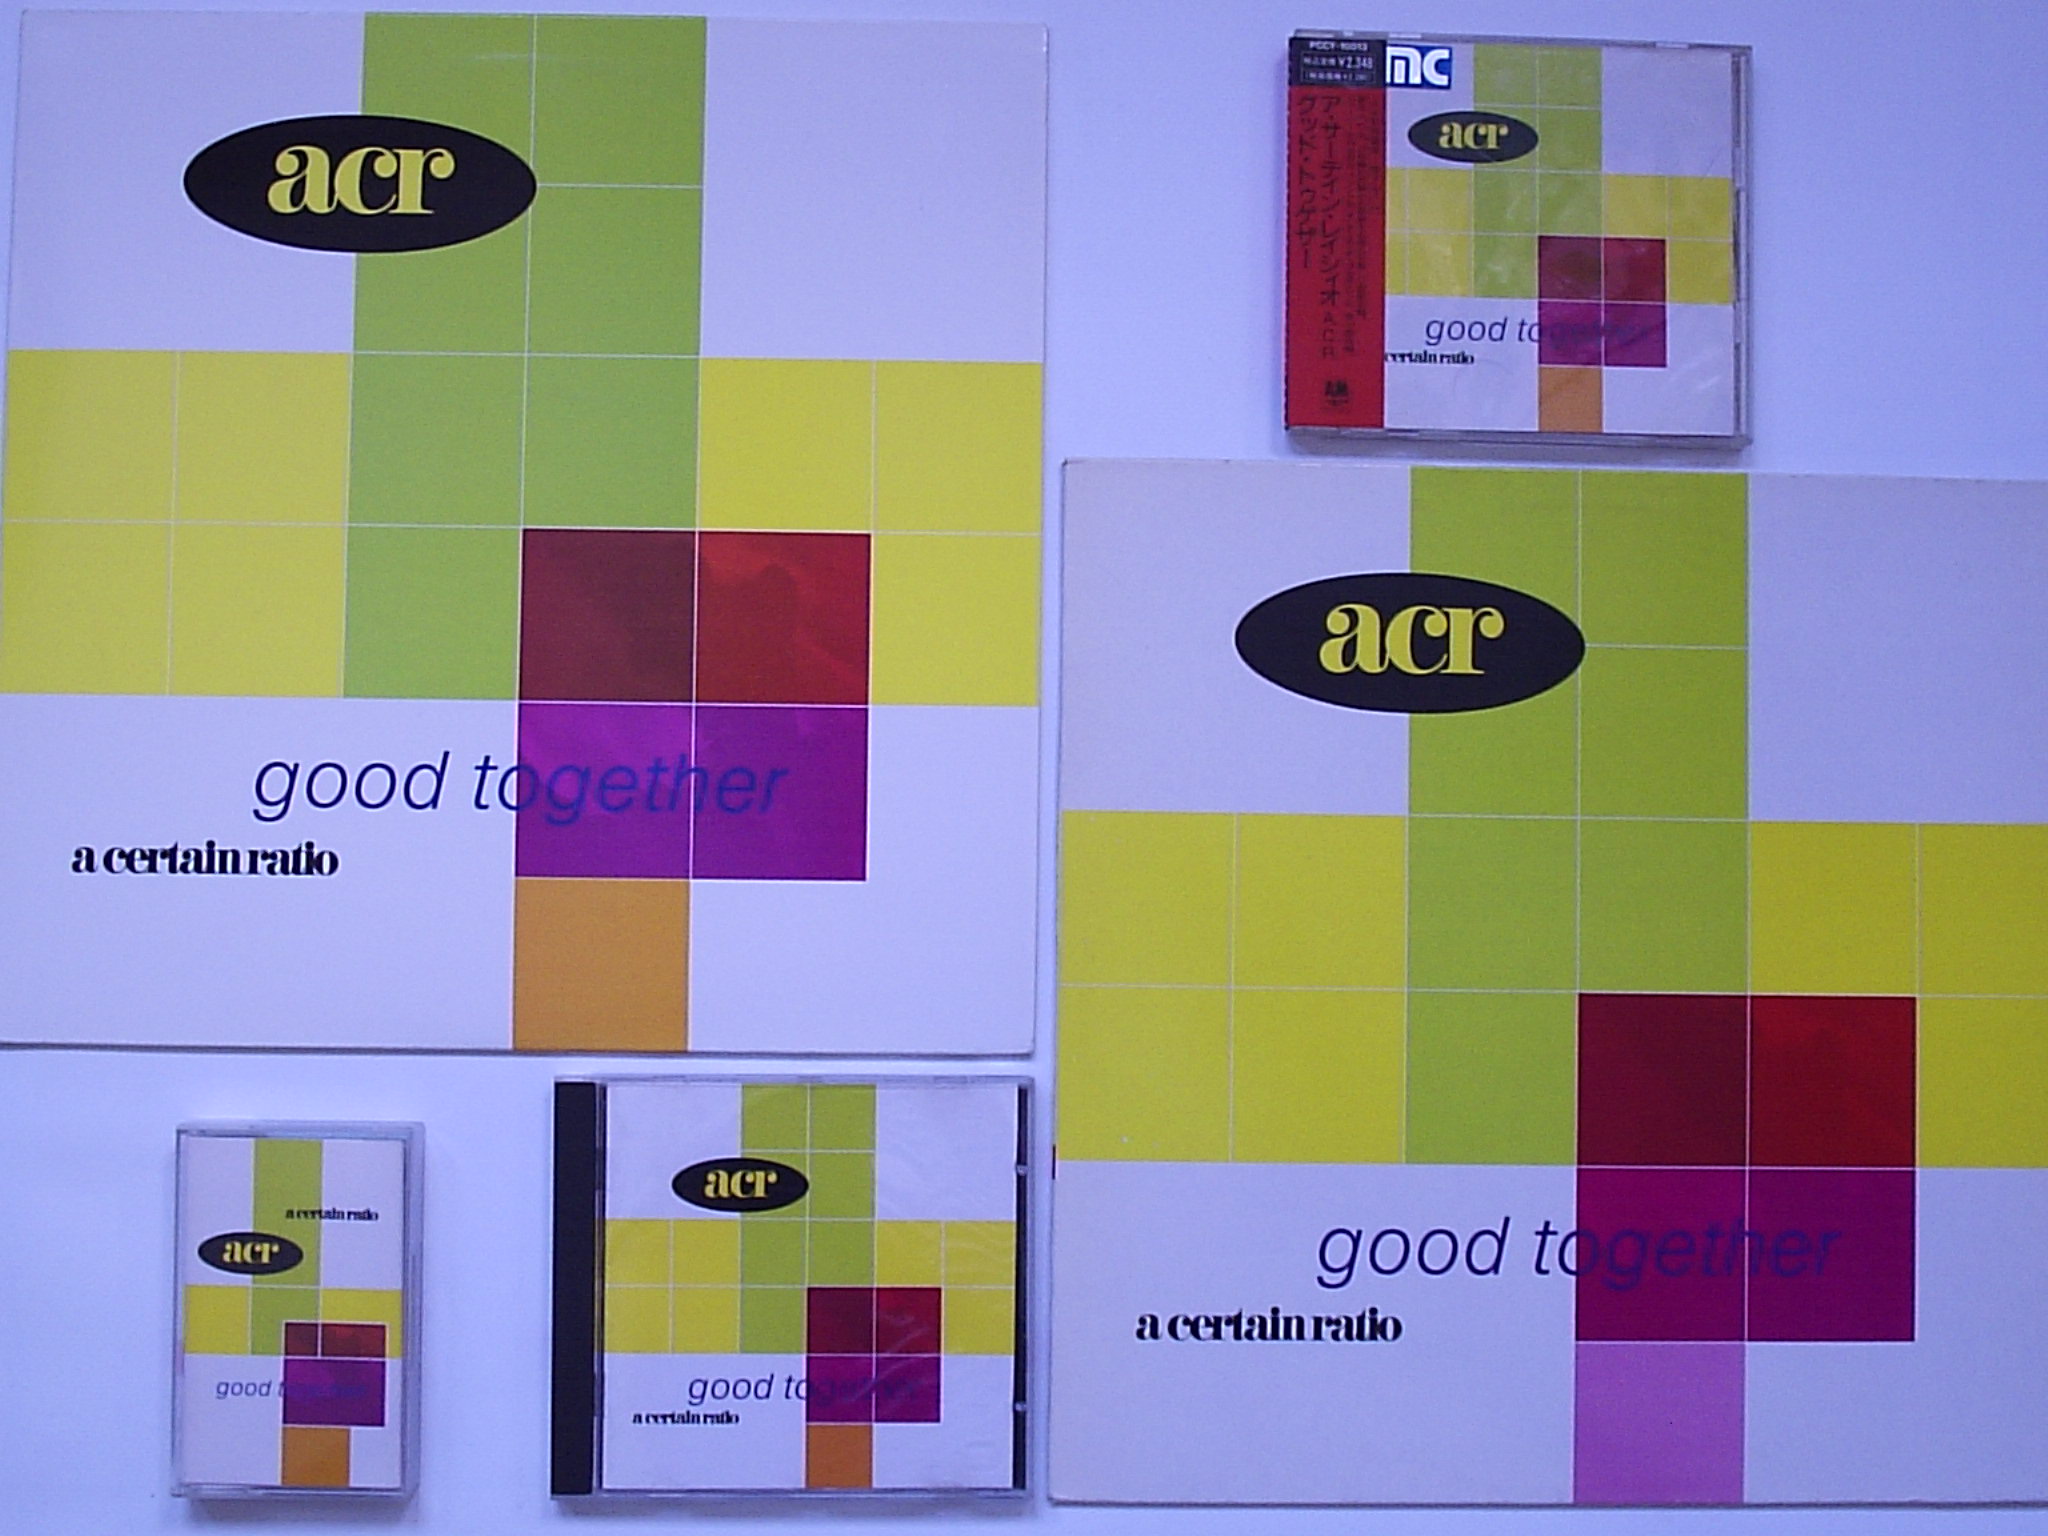 acr
good together
a certain ratio
PCCY-10013
¥2,348
mc
ア・サーティン・レイシィオ A.C.R.
グッド・トゥゲザー
acr
good together
certain ratio
A&M
acr
good together
a certain ratio
a certain ratio
acr
good together
acr
good together
a certain ratio